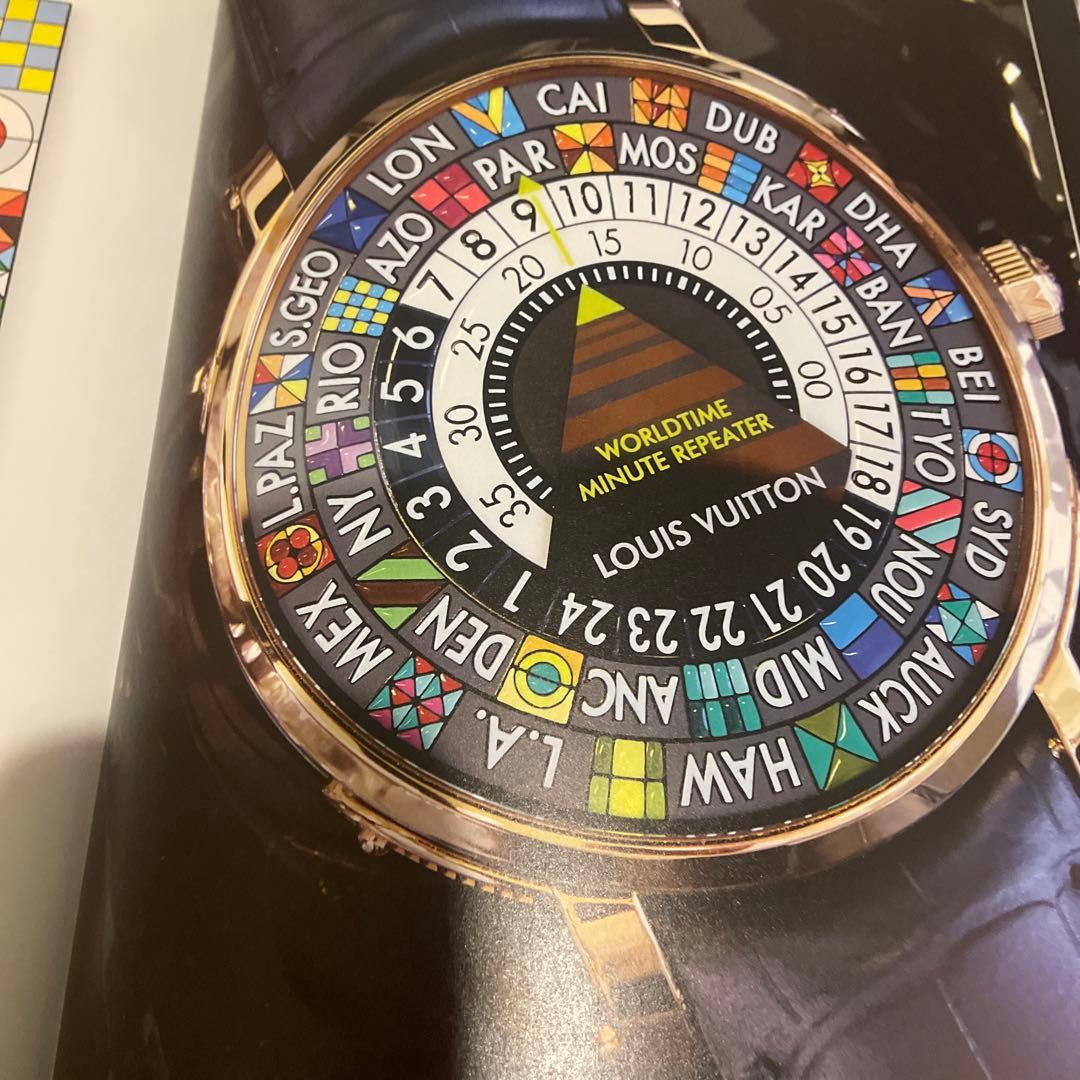 CAI
DUB
DHA
BEI
SYD
AUCK
HAW
L.A.
MEX
L.PAZ
S.GEO
LON
PAR
MOS
KAR
BAN
TYO
NOU
MID
ANC
DEN
NY
RIO
AZO
1 2 3 4 5 6 7 8 9 10 11 12 13 14 15 16 17 18 19 20 21 22 23 24
00 05 10 15 20 25 30 35
WORLDTIME
MINUTE REPEATER
LOUIS VUITTON